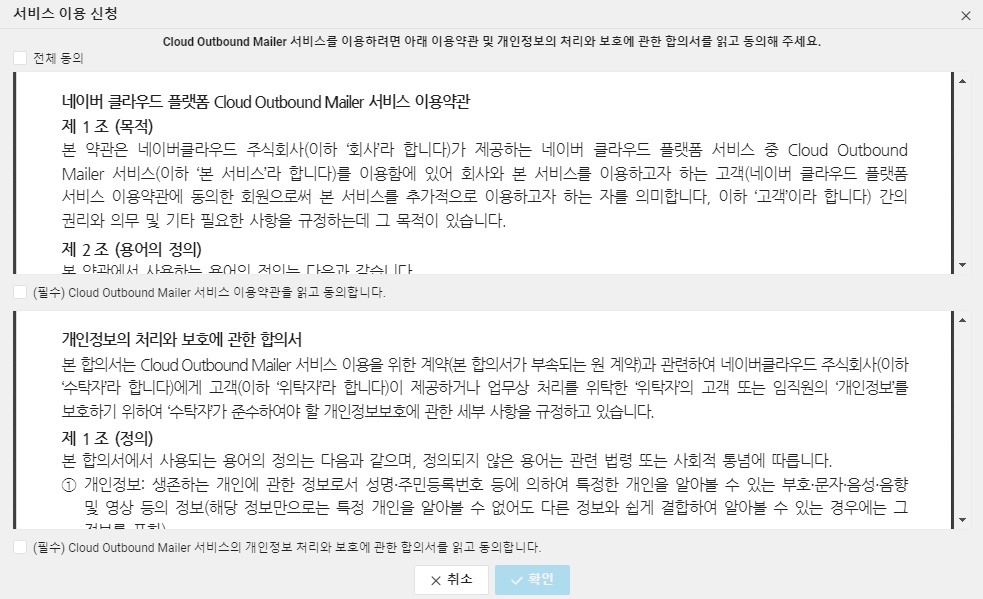 서비스 이용 신청
Cloud Outbound Mailer 서비스를 이용하려면 아래 이용약관 및 개인정보의 처리와 보호에 관한 합의서를 읽고 동의해 주세요.
전체 동의
네이버 클라우드 플랫폼 Cloud Outbound Mailer 서비스 이용약관
제 1 조 (목적)
본 약관은 네이버클라우드 주식회사(이하 ‘회사’라 합니다)가 제공하는 네이버 클라우드 플랫폼 서비스 중 Cloud Outbound
Mailer 서비스(이하 ‘본 서비스’라 합니다)를 이용함에 있어 회사와 본 서비스를 이용하고자 하는 고객(네이버 클라우드 플랫폼
서비스 이용약관에 동의한 회원으로써 본 서비스를 추가적으로 이용하고자 하는 자를 의미합니다, 이하 ‘고객’이라 합니다) 간의
권리와 의무 및 기타 필요한 사항을 규정하는데 그 목적이 있습니다.
제 2 조 (용어의 정의)
본 약관에서 사용하는 용어의 정의는 다음과 같습니다
(필수) Cloud Outbound Mailer 서비스 이용약관을 읽고 동의합니다.
개인정보의 처리와 보호에 관한 합의서
본 합의서는 Cloud Outbound Mailer 서비스 이용을 위한 계약(본 합의서가 부속되는 원 계약)과 관련하여 네이버클라우드 주식회사(이하
‘수탁자’라 합니다)에게 고객(이하 ‘위탁자’라 합니다)이 제공하거나 업무상 처리를 위탁한 ‘위탁자’의 고객 또는 임직원의 ‘개인정보’를
보호하기 위하여 ‘수탁자’가 준수하여야 할 개인정보보호에 관한 세부 사항을 규정하고 있습니다.
제 1 조 (정의)
본 합의서에서 사용되는 용어의 정의는 다음과 같으며, 정의되지 않은 용어는 관련 법령 또는 사회적 통념에 따릅니다.
① 개인정보: 생존하는 개인에 관한 정보로서 성명·주민등록번호 등에 의하여 특정한 개인을 알아볼 수 있는 부호·문자·음성·음향
및 영상 등의 정보(해당 정보만으로는 특정 개인을 알아볼 수 없어도 다른 정보와 쉽게 결합하여 알아볼 수 있는 경우에는 그
정보를 포함)
(필수) Cloud Outbound Mailer 서비스의 개인정보 처리와 보호에 관한 합의서를 읽고 동의합니다.
취소
확인